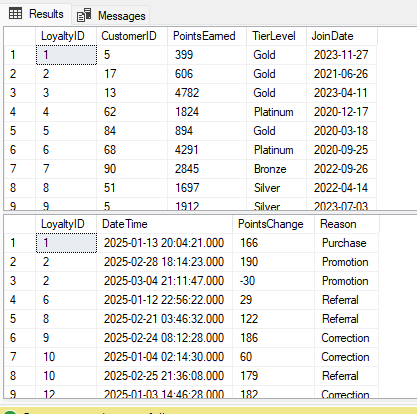 Results Messages
LoyaltyID CustomerID PointsEarned TierLevel JoinDate
1 1 5 399 Gold 2023-11-27
2 2 17 606 Gold 2021-06-26
3 3 13 4782 Gold 2023-04-11
4 4 62 1824 Platinum 2020-12-17
5 5 84 894 Gold 2020-03-18
6 6 68 4291 Platinum 2020-09-25
7 7 90 2845 Bronze 2022-09-26
8 8 51 1697 Silver 2022-04-14
9 9 5 1912 Silver 2023-07-03
LoyaltyID DateTime PointsChange Reason
1 1 2025-01-13 20:04:21.000 166 Purchase
2 2 2025-02-28 18:14:23.000 190 Promotion
3 2 2025-03-04 21:11:47.000 -30 Promotion
4 6 2025-01-12 22:56:22.000 29 Referral
5 8 2025-02-21 03:46:32.000 122 Referral
6 9 2025-02-24 08:12:28.000 186 Correction
7 10 2025-01-04 02:14:30.000 60 Correction
8 10 2025-02-25 21:36:08.000 179 Referral
9 12 2025-01-03 14:46:28.000 182 Correction